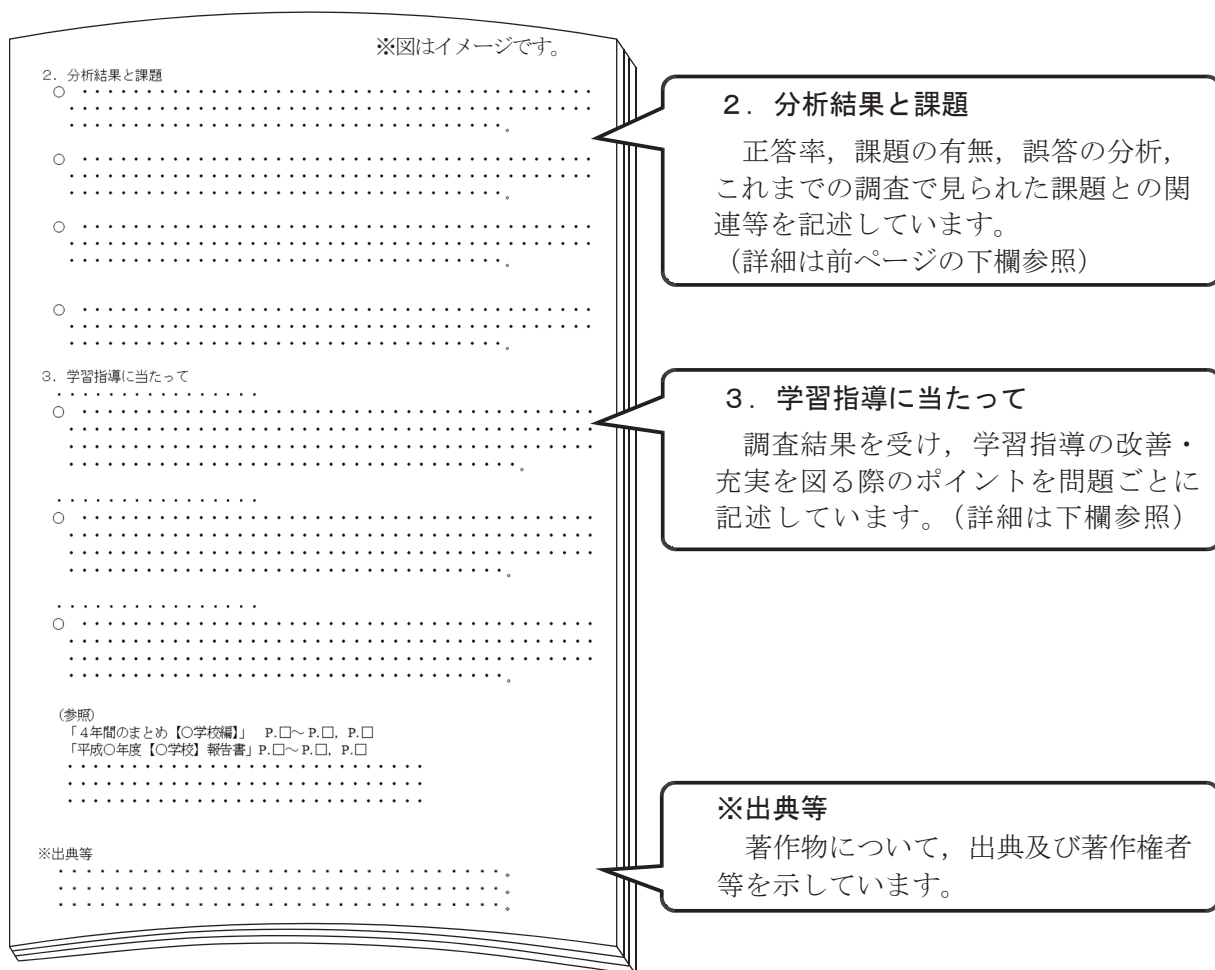 ※図はイメージです。
２．分析結果と課題
○
○
○
○
３．学習指導に当たって
○
○
○
（参照）
「４年間のまとめ【○学校編】」　P.□～P.□，P.□
「平成○年度【○学校】報告書」P.□～P.□，P.□
※出典等
２．分析結果と課題
正答率，課題の有無，誤答の分析，
これまでの調査で見られた課題との関
連等を記述しています。
（詳細は前ページの下欄参照）
３．学習指導に当たって
調査結果を受け，学習指導の改善・
充実を図る際のポイントを問題ごとに
記述しています。（詳細は下欄参照）
※出典等
著作物について，出典及び著作権者
等を示しています。